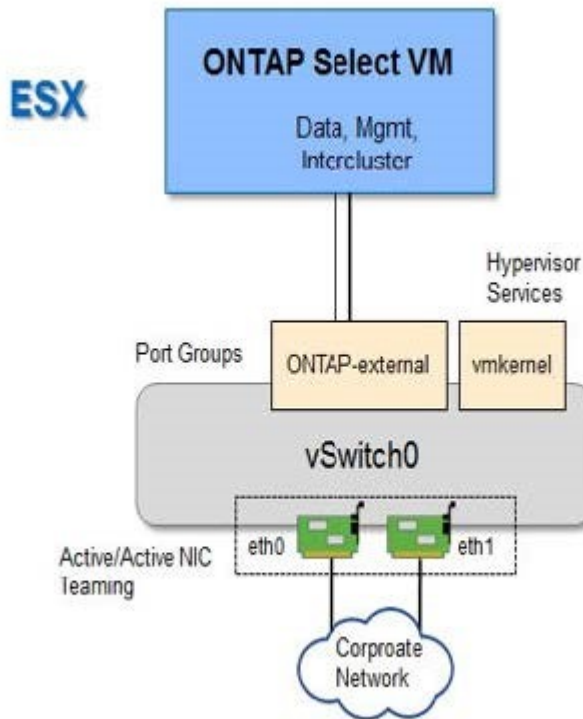 ESX
ONTAP Select VM
Data, Mgmt,
Intercluster
Hypervisor
Services
Port Groups
ONTAP-external
vmkernel
vSwitch0
eth0
eth1
Active/Active NIC
Teaming
Corproate
Network